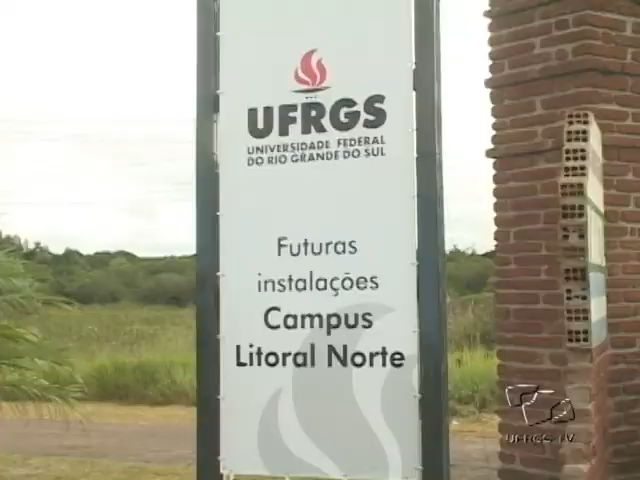 UFRGS
UNIVERSIDADE FEDERAL
DO RIO GRANDE DO SUL
Futuras
instalações
Campus
Litoral Norte
UFRGS TV